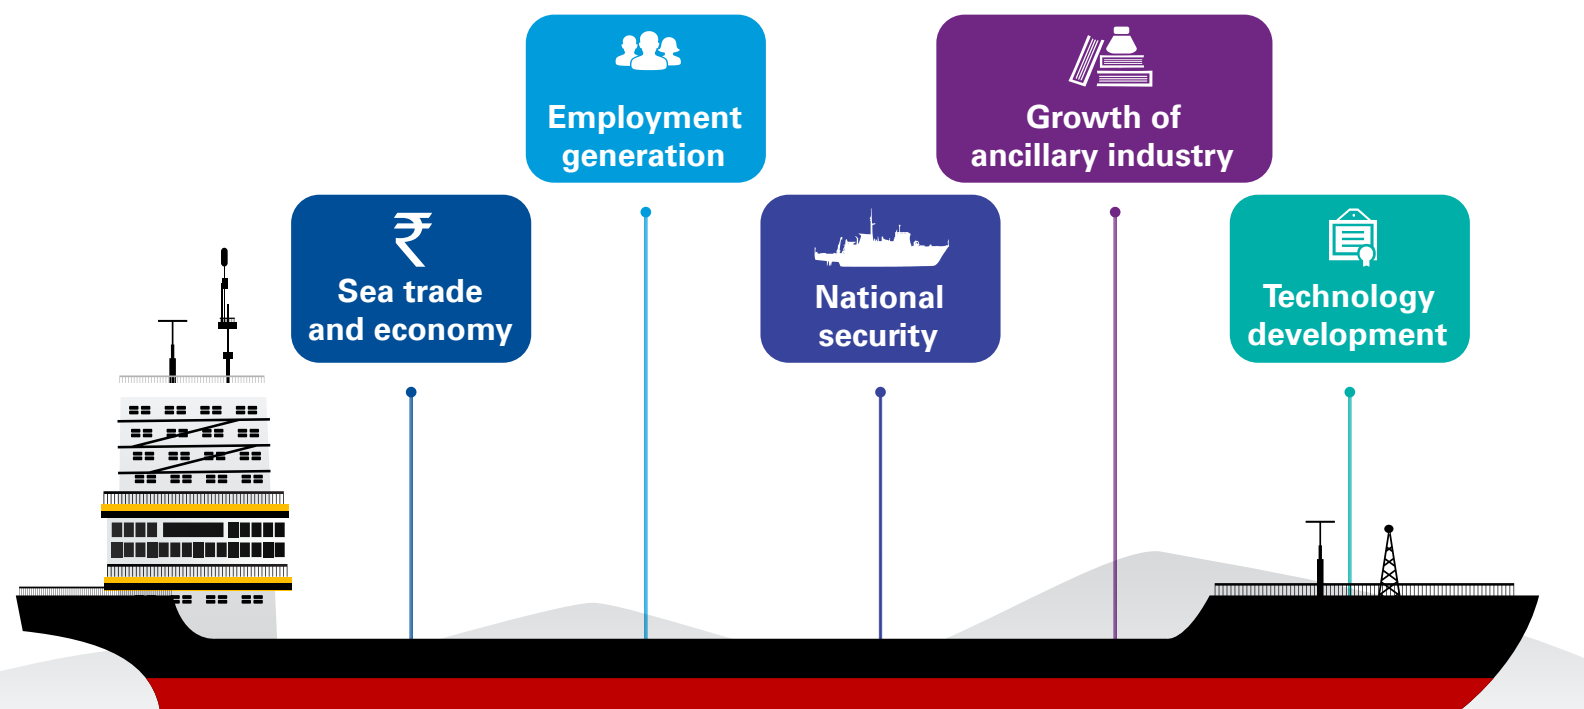 ₹
Sea trade
and economy
Employment
generation
National
security
Growth of
ancillary industry
Technology
development